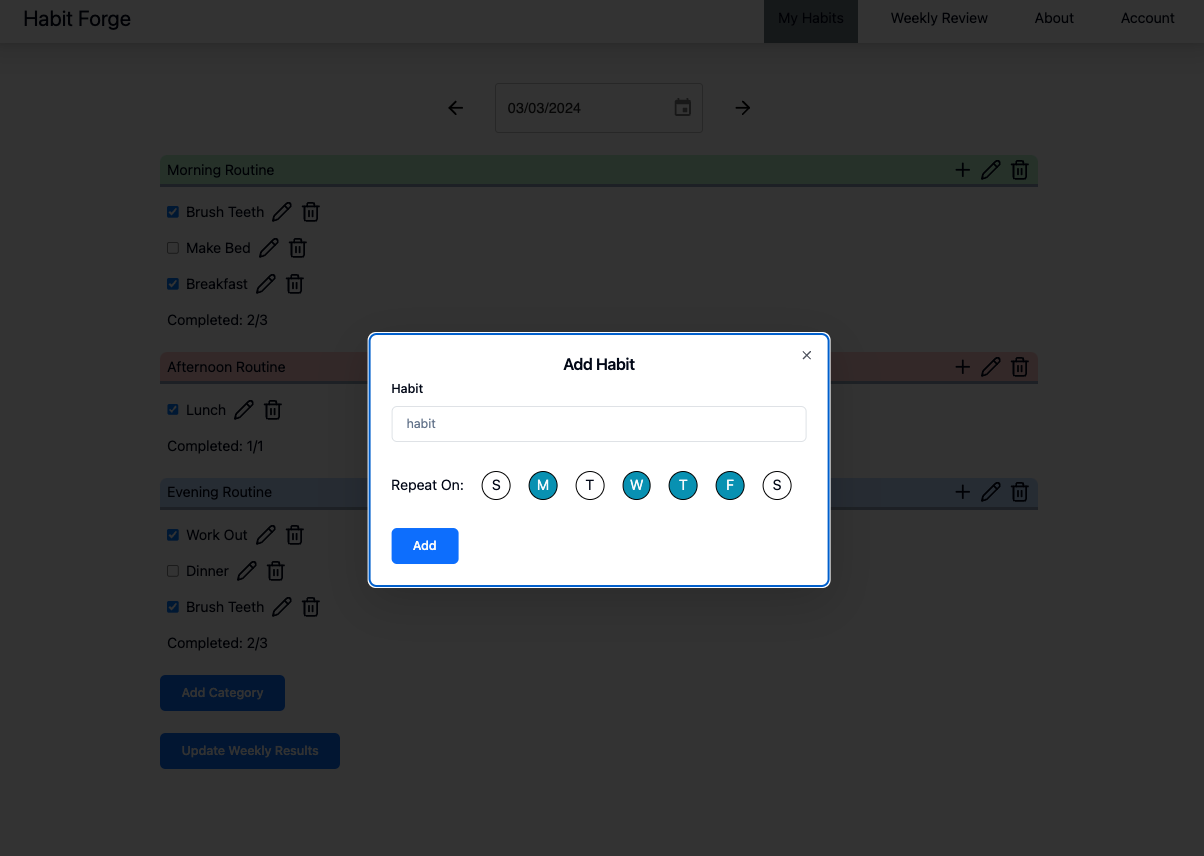 Habit Forge My Habits Weekly Review About Account
03/03/2024
Morning Routine
Brush Teeth
Make Bed
Breakfast
Completed: 2/3
Afternoon Routine
Lunch
Completed: 1/1
Evening Routine
Work Out
Dinner
Brush Teeth
Completed: 2/3
Add Category
Update Weekly Results
Add Habit
Habit
habit
Repeat On: S M T W T F S
Add